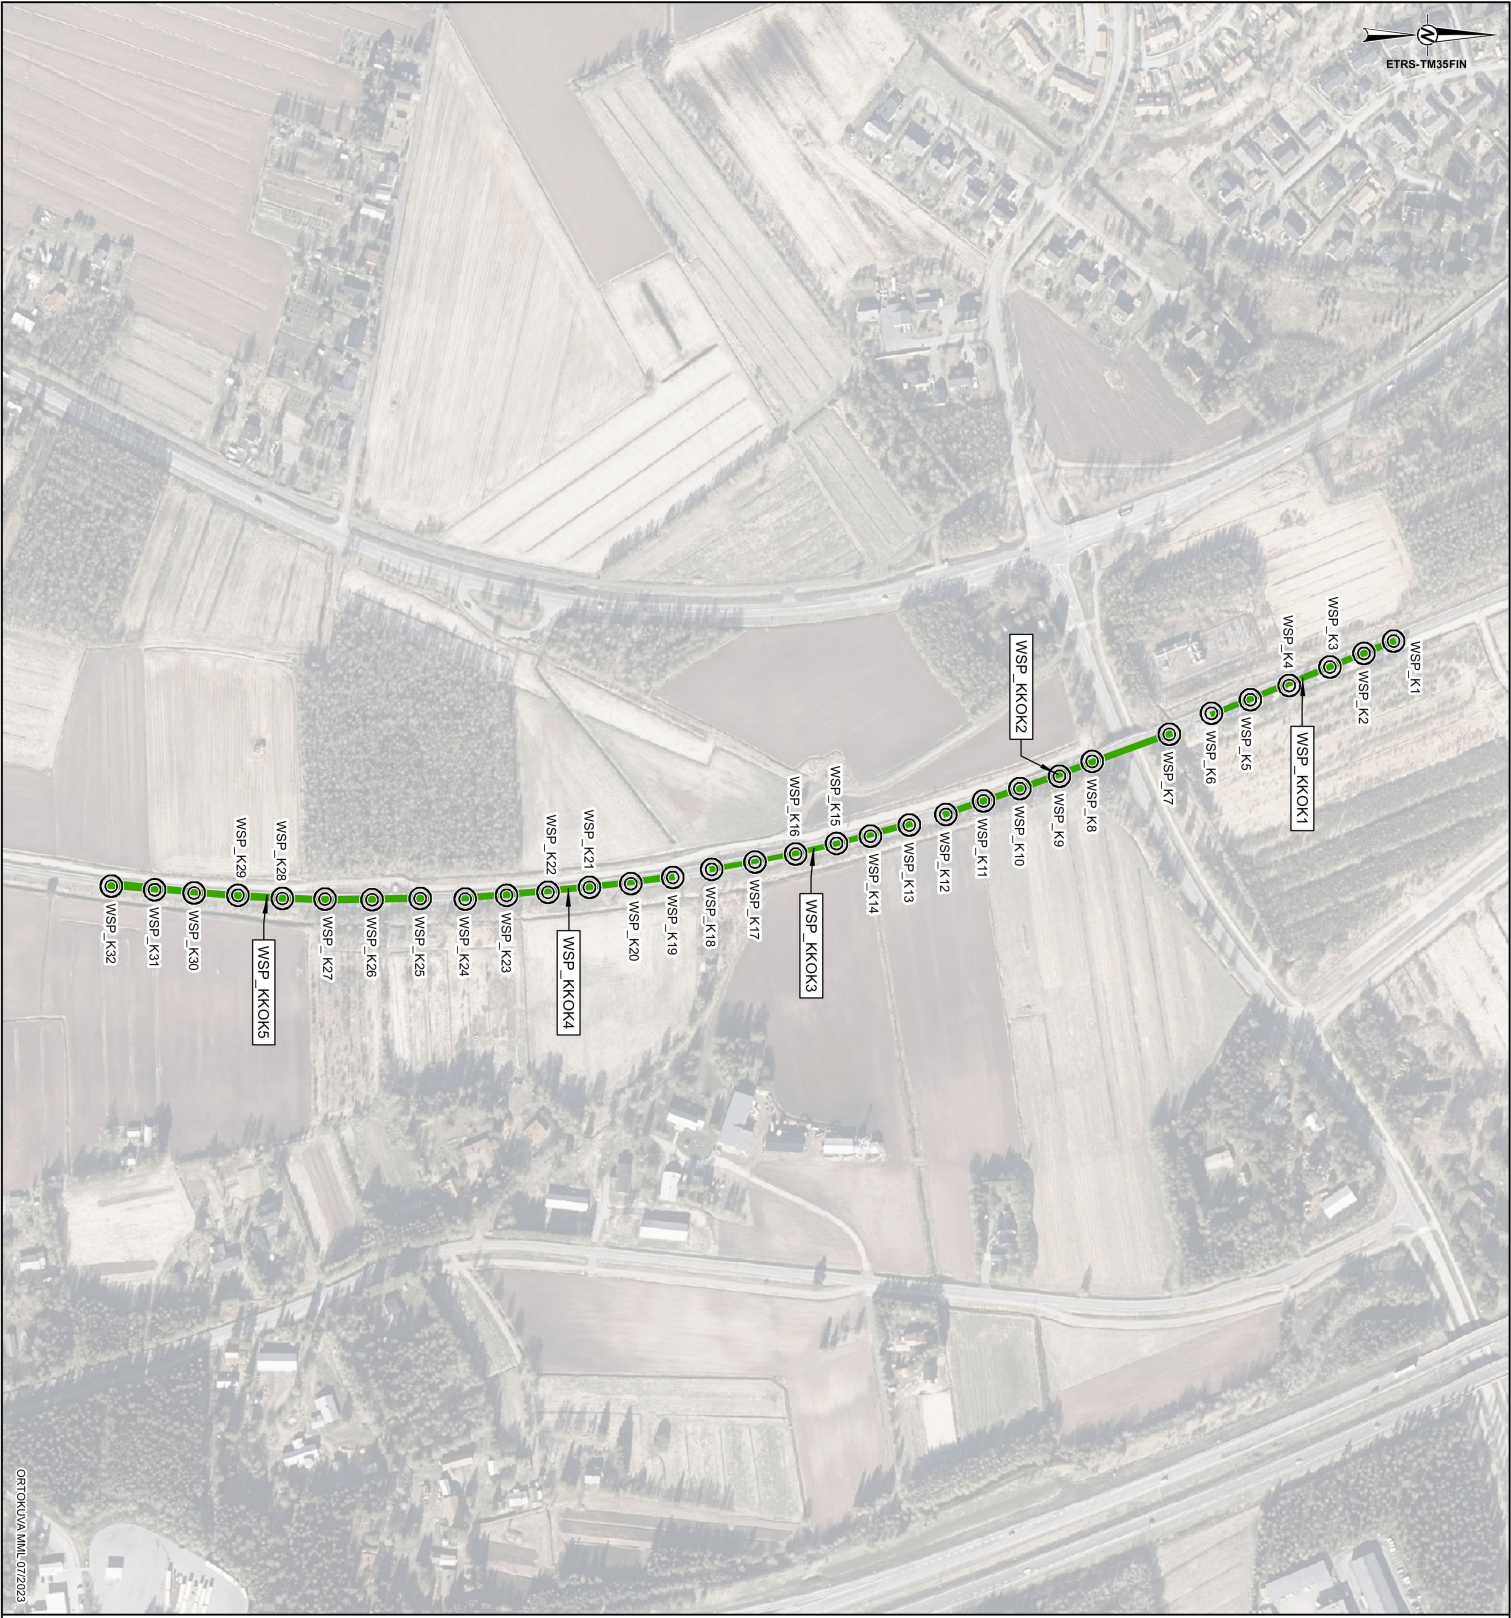 N
ETRS-TM35FIN
WSP_K1
WSP_K2
WSP_K3
WSP_K4
WSP_KKOK1
WSP_K5
WSP_K6
WSP_K7
WSP_K8
WSP_KKOK2
WSP_K9
WSP_K10
WSP_K11
WSP_K12
WSP_K13
WSP_K14
WSP_K15
WSP_KKOK3
WSP_K16
WSP_K17
WSP_K18
WSP_K19
WSP_K20
WSP_K21
WSP_KKOK4
WSP_K22
WSP_K23
WSP_K24
WSP_K25
WSP_K26
WSP_K27
WSP_K28
WSP_KKOK5
WSP_K29
WSP_K30
WSP_K31
WSP_K32
ORTOKUVA MML 07/2023